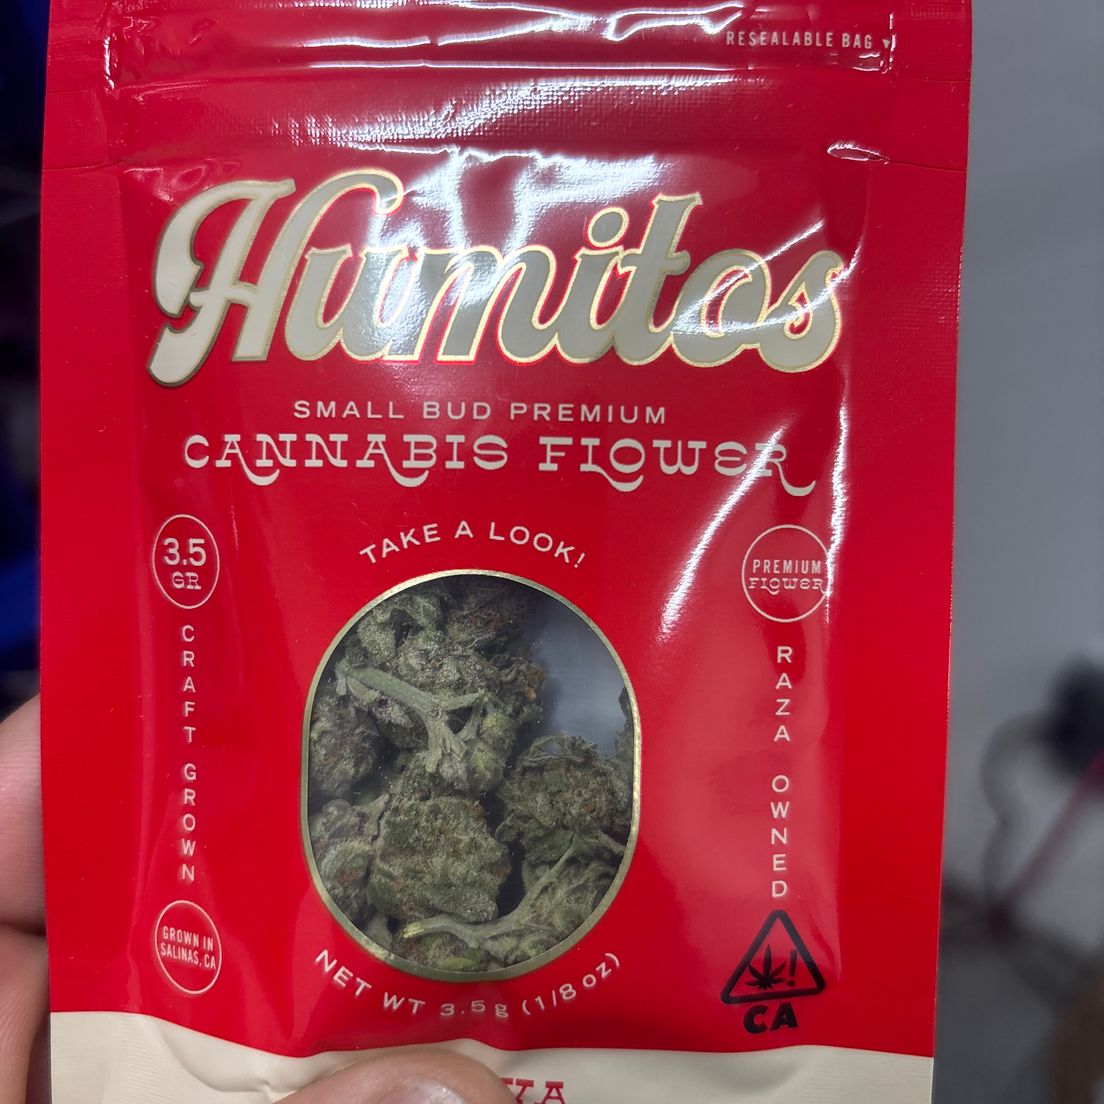 RESEALABLE BAG
Humitos
SMALL BUD PREMIUM
CANNABIS FLOWER
TAKE A LOOK!
3.5
GR
CRAFT GROWN
GROWN IN
SALINAS, CA
PREMIUM
FLOWER
RAZA OWNED
NET WT 3.5g (1/8 oz)
CA